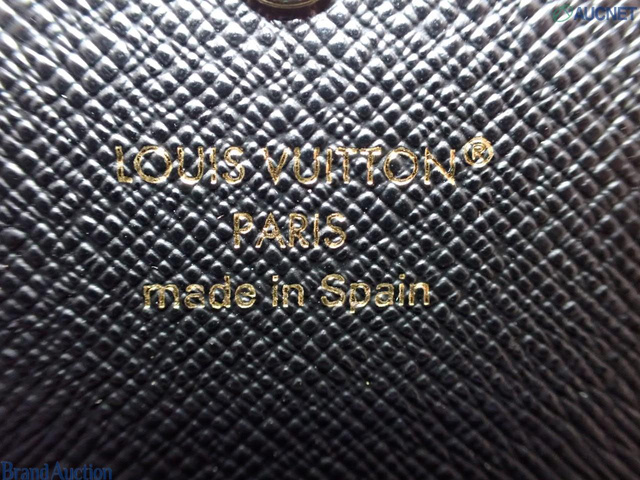 AUCNET
LOUIS VUITTON®
PARIS
made in Spain
Brand Auction